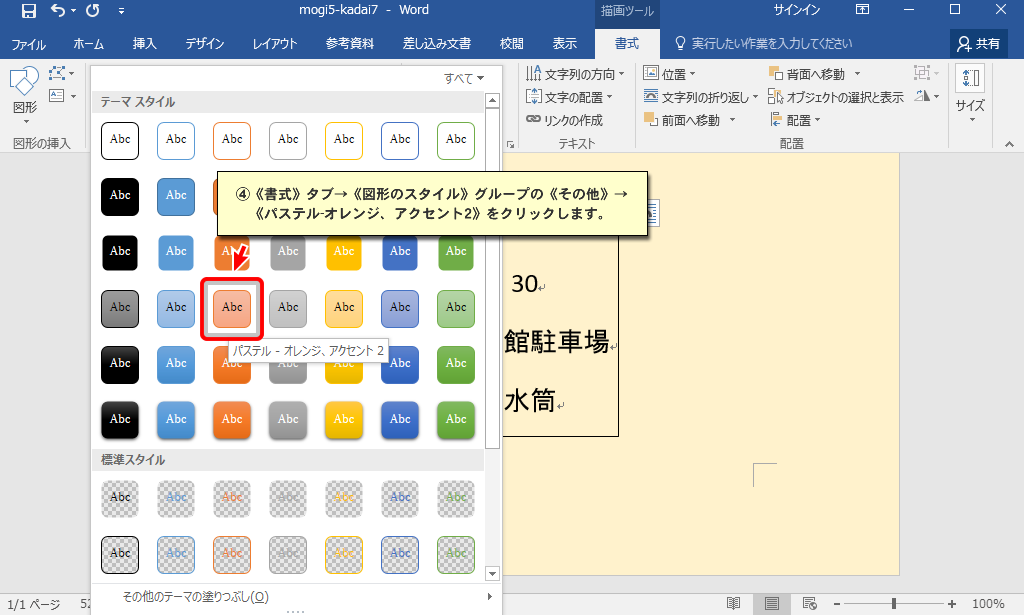 mogi5-kadai7 - Word
描画ツール
サインイン
ファイル ホーム 挿入 デザイン レイアウト 参考資料 差し込み文書 校閲 表示 書式 実行したい作業を入力してください 共有
図形
図形の挿入
すべて
テーマ スタイル
Abc Abc Abc Abc Abc Abc Abc
Abc Abc
Abc Abc Abc Abc Abc Abc Abc
Abc Abc Abc Abc Abc Abc Abc
パステル - オレンジ、アクセント 2
Abc Abc Abc Abc Abc Abc Abc
Abc Abc Abc Abc Abc Abc Abc
標準スタイル
Abc Abc Abc Abc Abc Abc Abc
Abc Abc Abc Abc Abc Abc Abc
その他のテーマの塗りつぶし(O)
文字列の方向
文字の配置
リンクの作成
テキスト
位置
文字列の折り返し
前面へ移動
背面へ移動
オブジェクトの選択と表示
配置
配置
サイズ
④《書式》タブ→《図形のスタイル》グループの《その他》→
《パステル-オレンジ、アクセント2》をクリックします。
30
館駐車場
水筒
1/1 ページ 52
100%